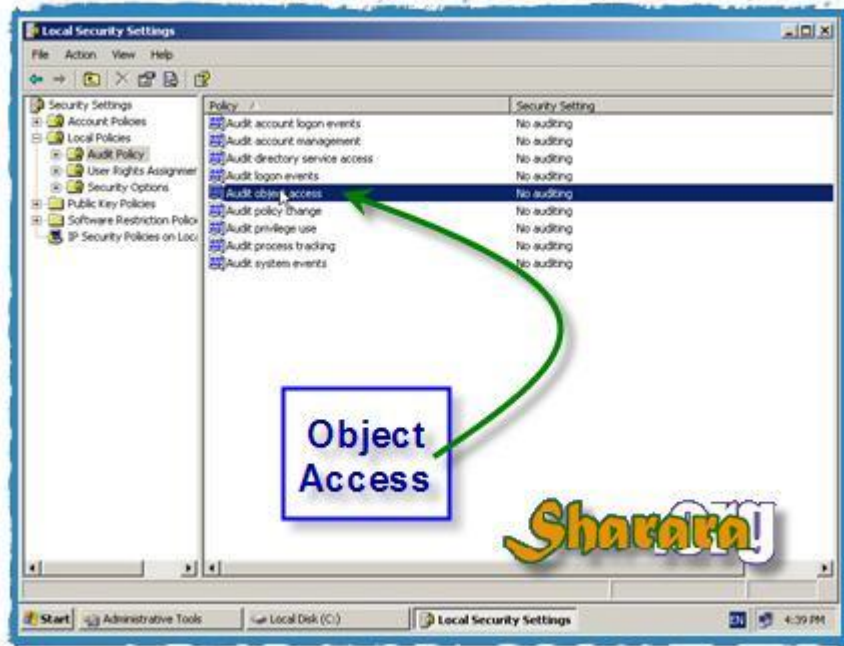 Local Security Settings
File Action View Help
Security Settings
Account Policies
Local Policies
Audit Policy
User Rights Assignmen
Security Options
Public Key Policies
Software Restriction Polici
IP Security Policies on Loca
Policy Security Setting
Audit account logon events No auditing
Audit account management No auditing
Audit directory service access No auditing
Audit logon events No auditing
Audit object access No auditing
Audit policy change No auditing
Audit privilege use No auditing
Audit process tracking No auditing
Audit system events No auditing
Object
Access
Sharara.org
Start Administrative Tools Local Disk (C:) Local Security Settings EN 4:39 PM